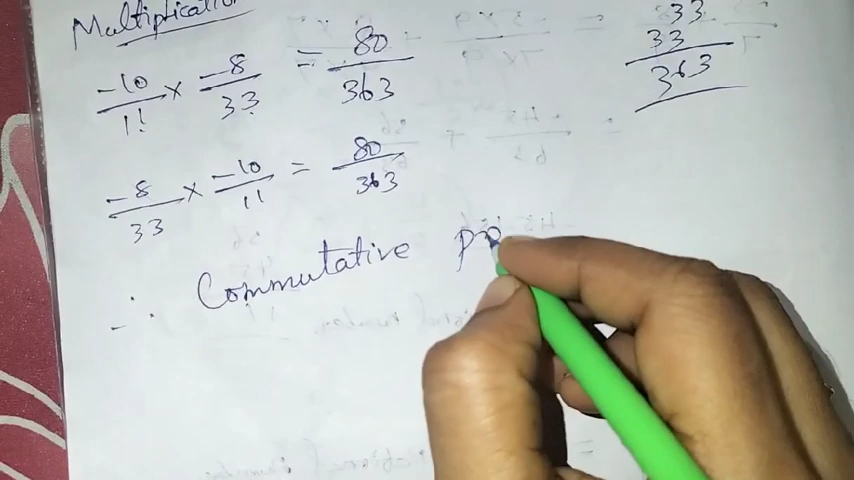 Multiplication
-10/11 × -8/33 = 80/363
-8/33 × -10/11 = 80/363
∴ Commutative pro
33
33
363